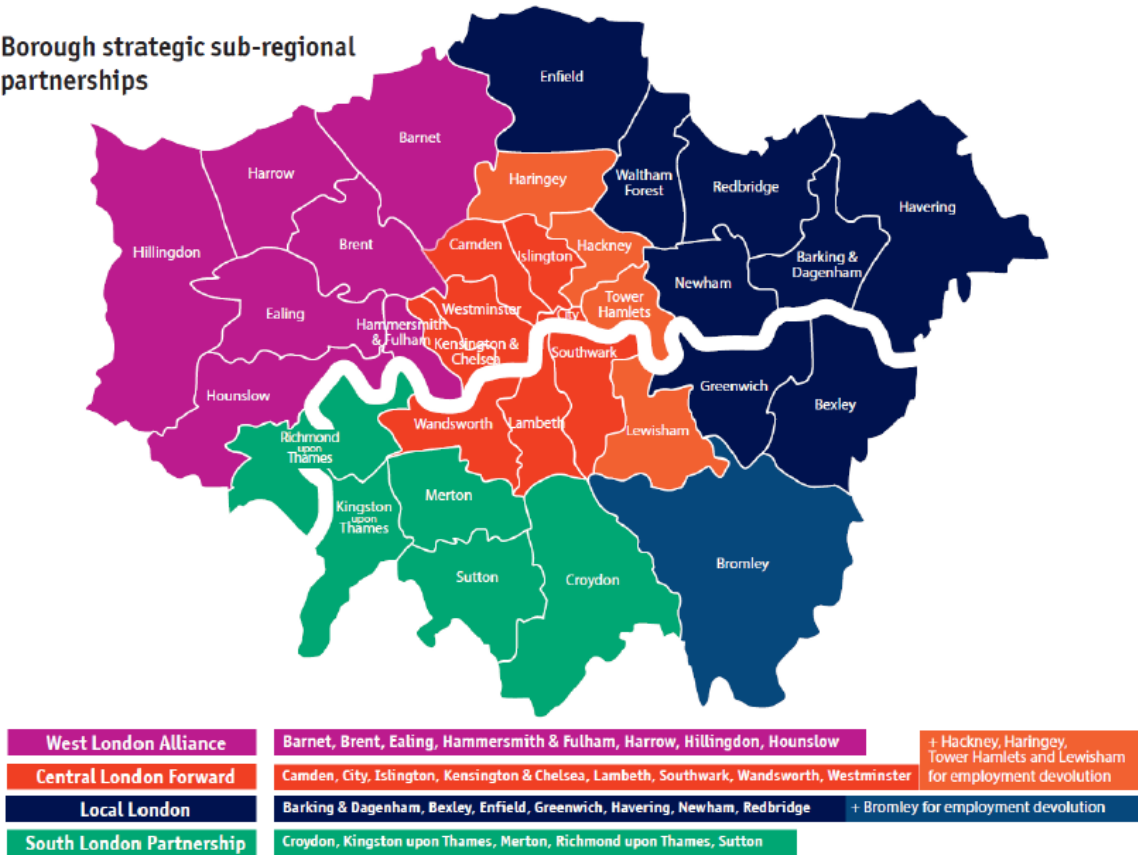 Borough strategic sub-regional
partnerships
Enfield
Barnet
Harrow
Haringey
Waltham
Forest
Redbridge
Havering
Hillingdon
Brent
Camden
Islington
Hackney
Barking &
Dagenham
Newham
Ealing
Westminster
Tower
Hamlets
City
Hammersmith
& Fulham
Kensington &
Chelsea
Southwark
Hounslow
Greenwich
Bexley
Wandsworth
Lambeth
Lewisham
Richmond
upon
Thames
Merton
Kingston
upon
Thames
Bromley
Sutton
Croydon
West London Alliance
Barnet, Brent, Ealing, Hammersmith & Fulham, Harrow, Hillingdon, Hounslow
+ Hackney, Haringey,
Tower Hamlets and Lewisham
for employment devolution
Central London Forward
Camden, City, Islington, Kensington & Chelsea, Lambeth, Southwark, Wandsworth, Westminster
Local London
Barking & Dagenham, Bexley, Enfield, Greenwich, Havering, Newham, Redbridge
+ Bromley for employment devolution
South London Partnership
Croydon, Kingston upon Thames, Merton, Richmond upon Thames, Sutton